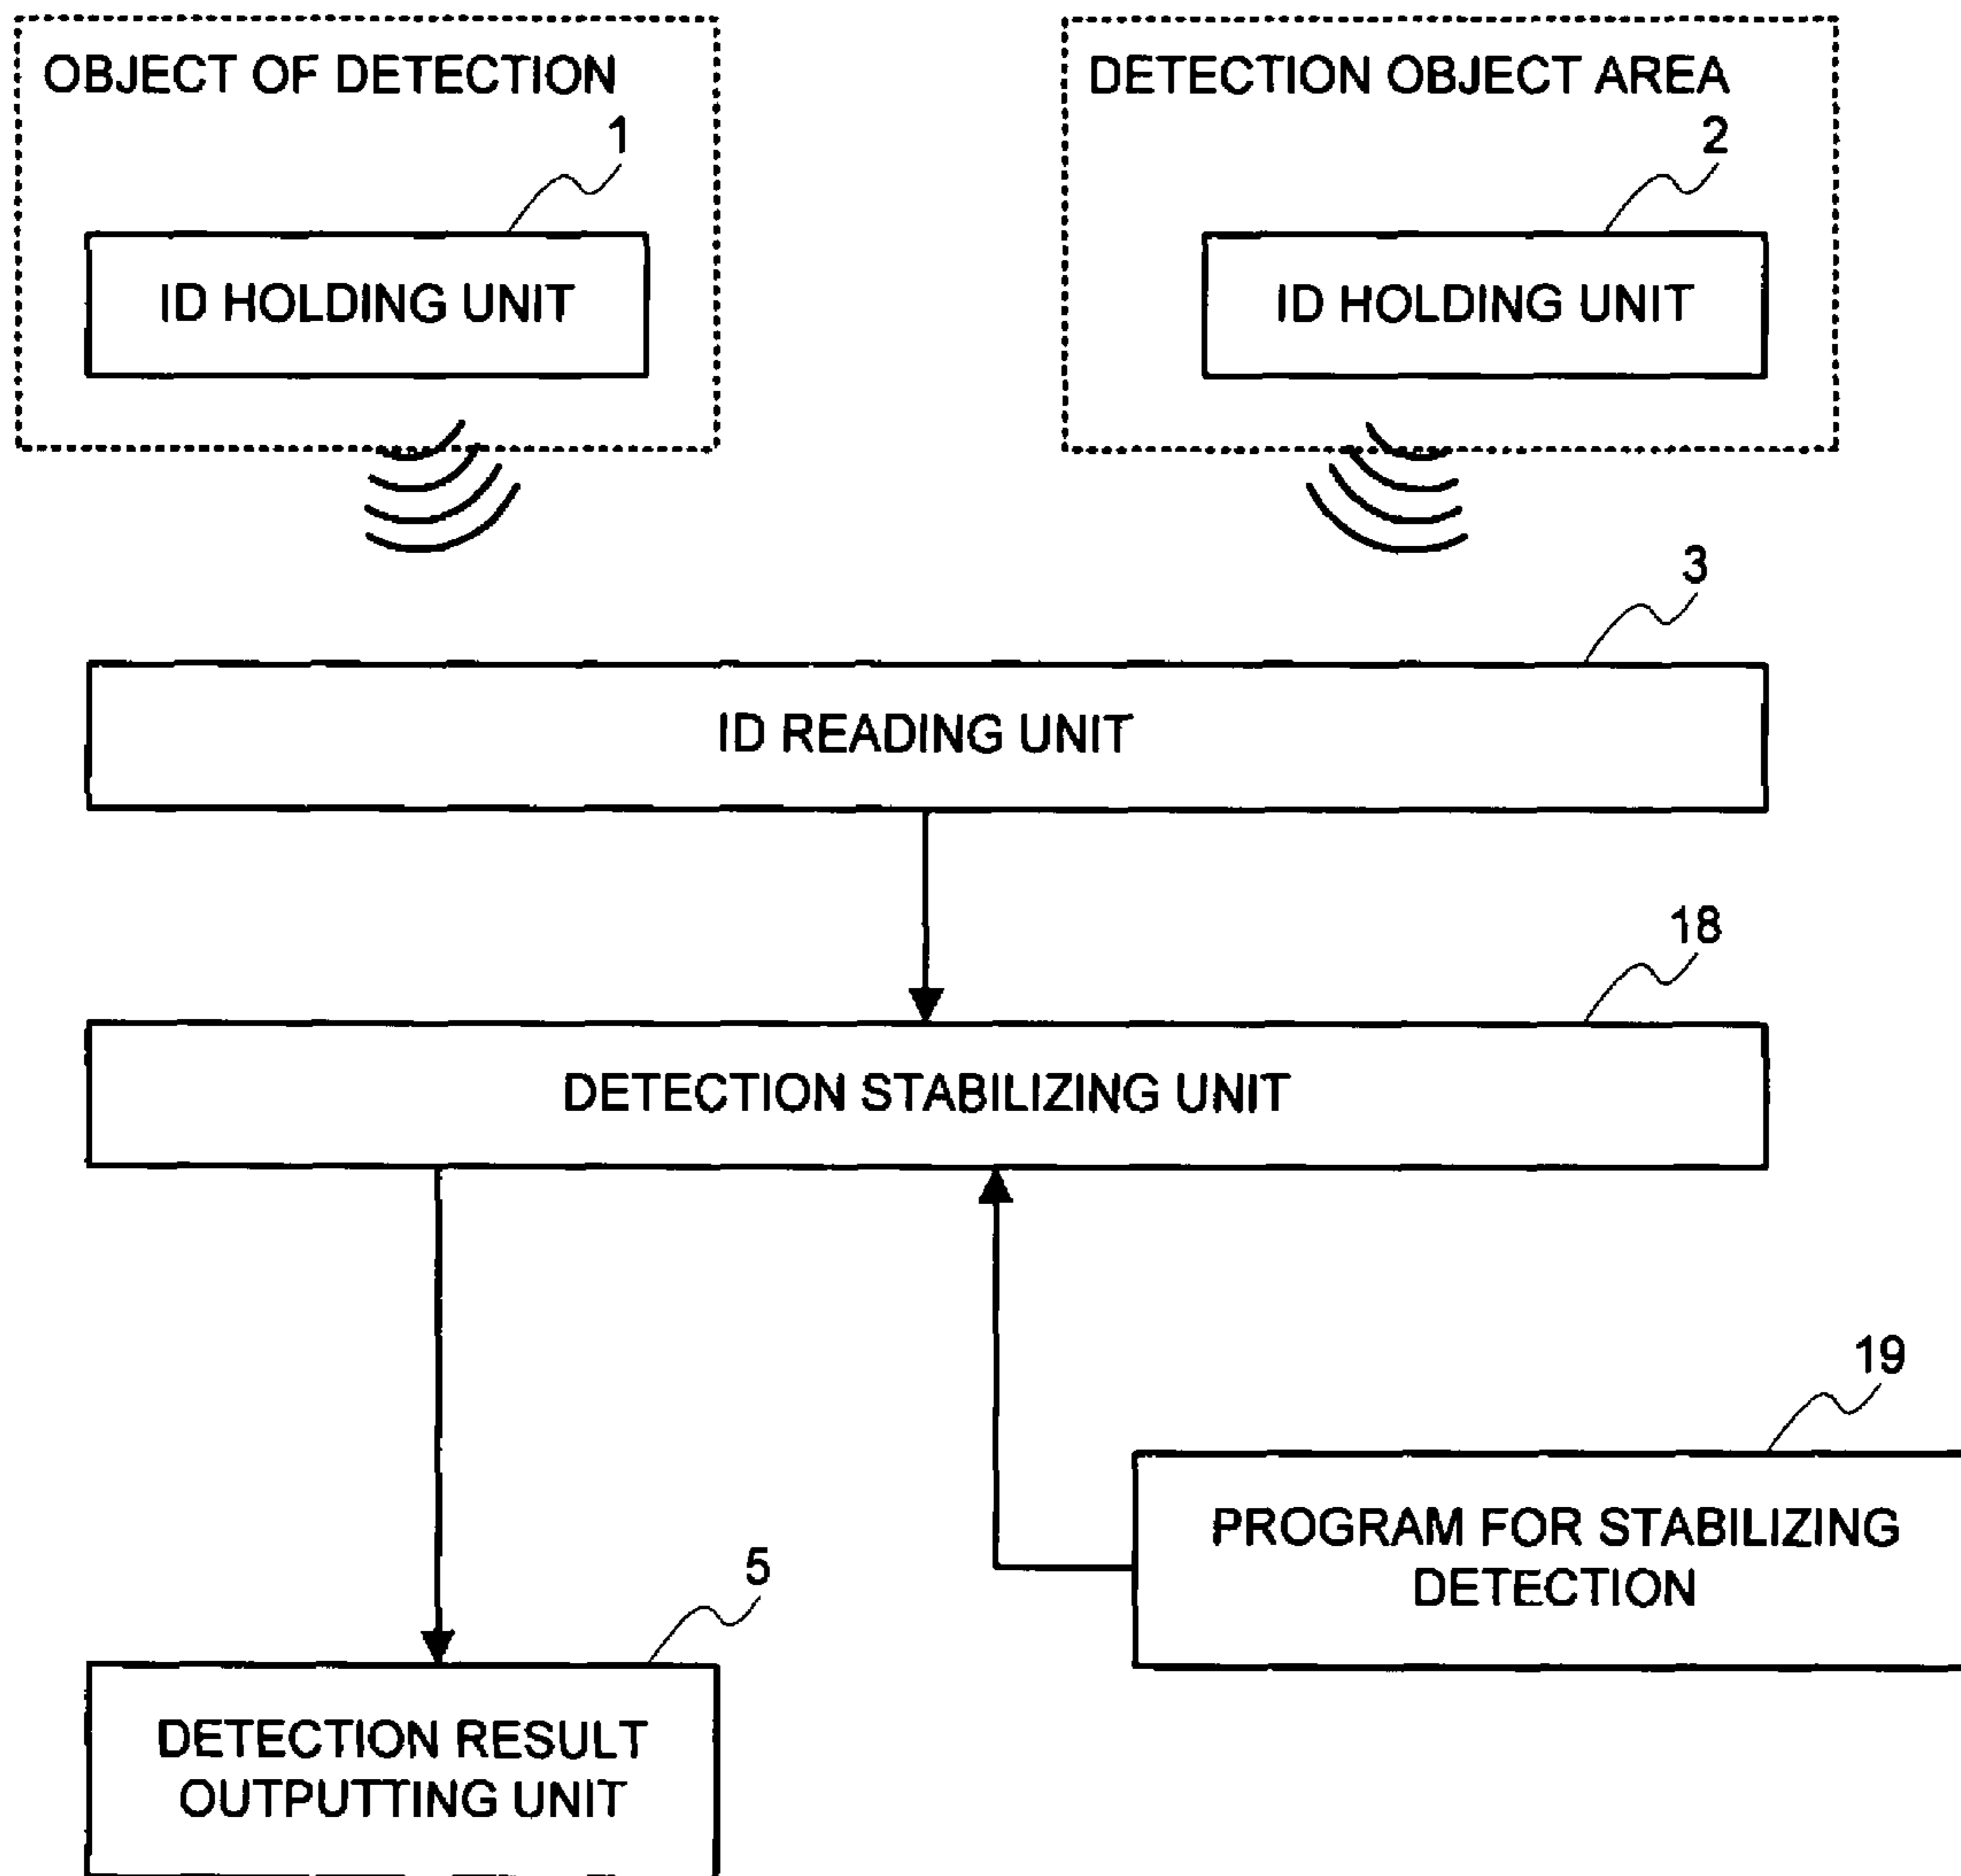 OBJECT OF DETECTION
DETECTION OBJECT AREA
1
2
ID HOLDING UNIT
ID HOLDING UNIT
3
ID READING UNIT
18
DETECTION STABILIZING UNIT
19
PROGRAM FOR STABILIZING
DETECTION
5
DETECTION RESULT
OUTPUTTING UNIT